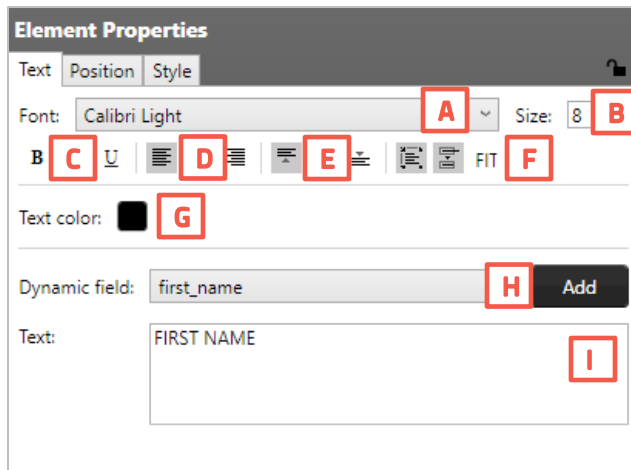 Element Properties
Text Position Style
Font: Calibri Light A Size: 8 B
B C U D E FIT F
Text color: G
Dynamic field: first_name H Add
Text: FIRST NAME I